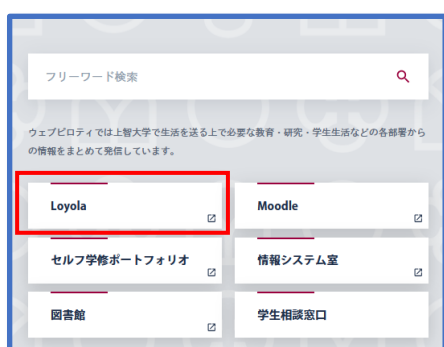 フリーワード検索
ウェブピロティでは上智大学で生活を送る上で必要な教育・研究・学生生活などの各部署から
の情報をまとめて発信しています。
Loyola
Moodle
セルフ学修ポートフォリオ
情報システム室
図書館
学生相談窓口